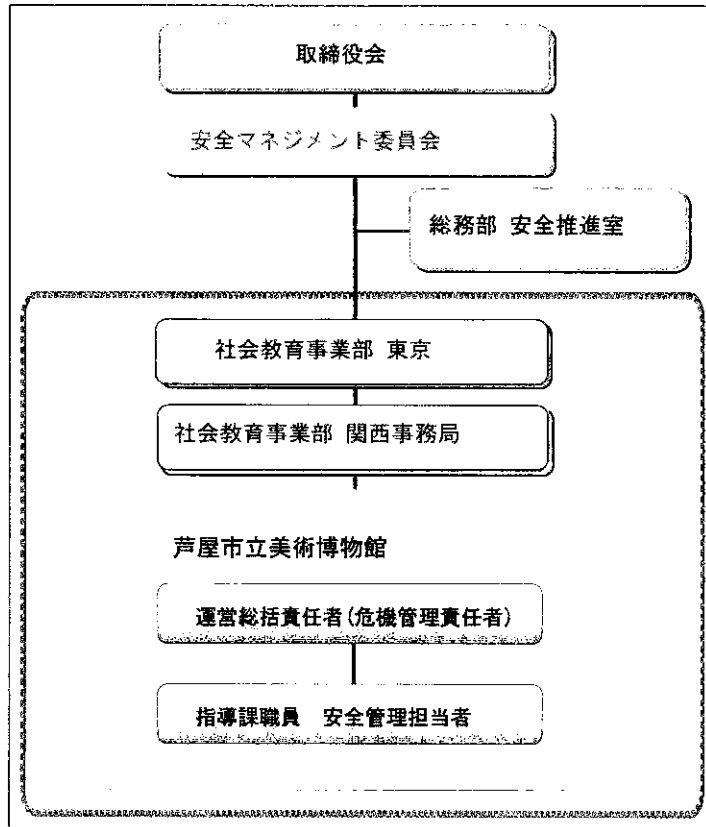 取締役会
安全マネジメント委員会
総務部 安全推進室
社会教育事業部 東京
社会教育事業部 関西事務局
芦屋市立美術博物館
運営総括責任者(危機管理責任者)
指導課職員　安全管理担当者